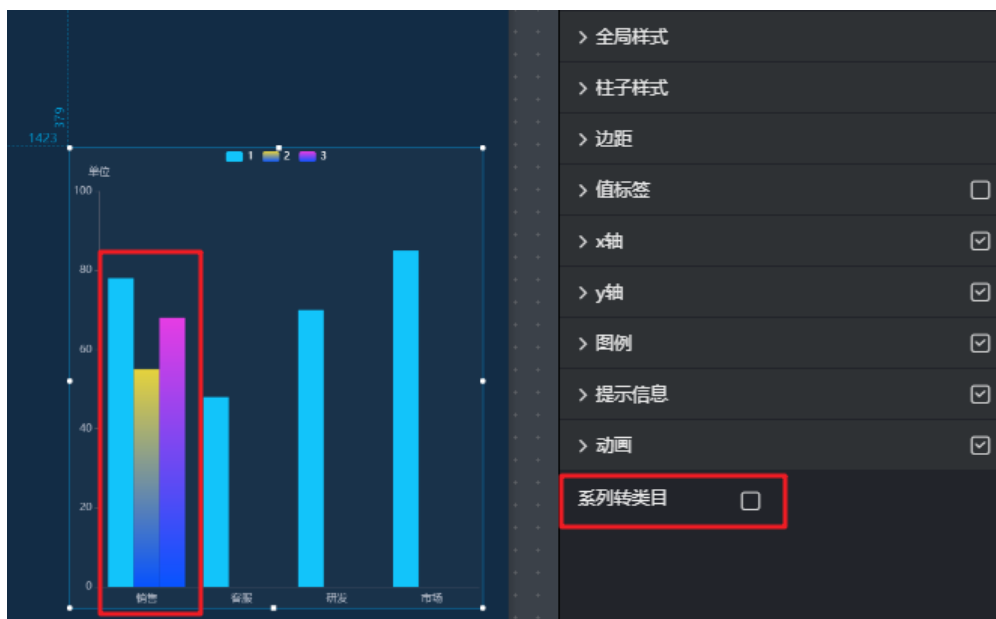 379
1423
1 2 3
单位
100
80
60
40
20
0
销售 客服 研发 市场
全局样式
柱子样式
边距
值标签
x轴
y轴
图例
提示信息
动画
系列转类目